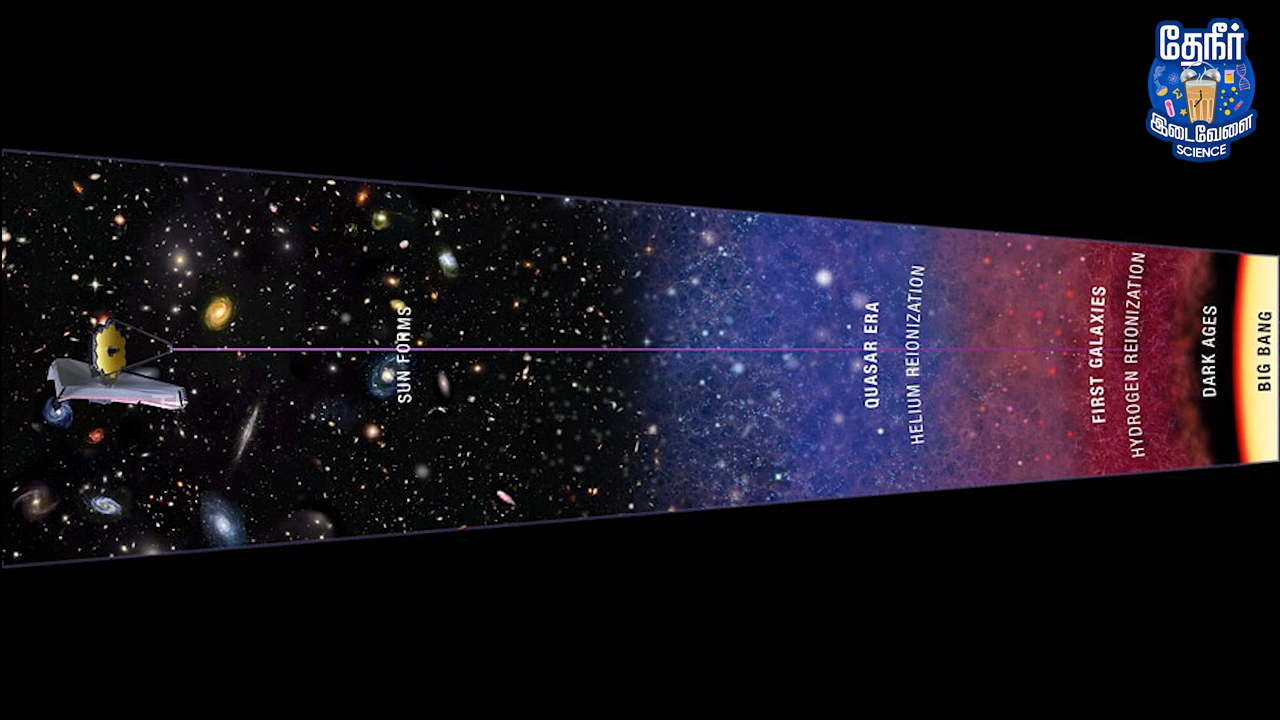 தேநீர்
இடைவேளை
SCIENCE
SUN FORMS
QUASAR ERA
HELIUM REIONIZATION
FIRST GALAXIES
HYDROGEN REIONIZATION
DARK AGES
BIG BANG